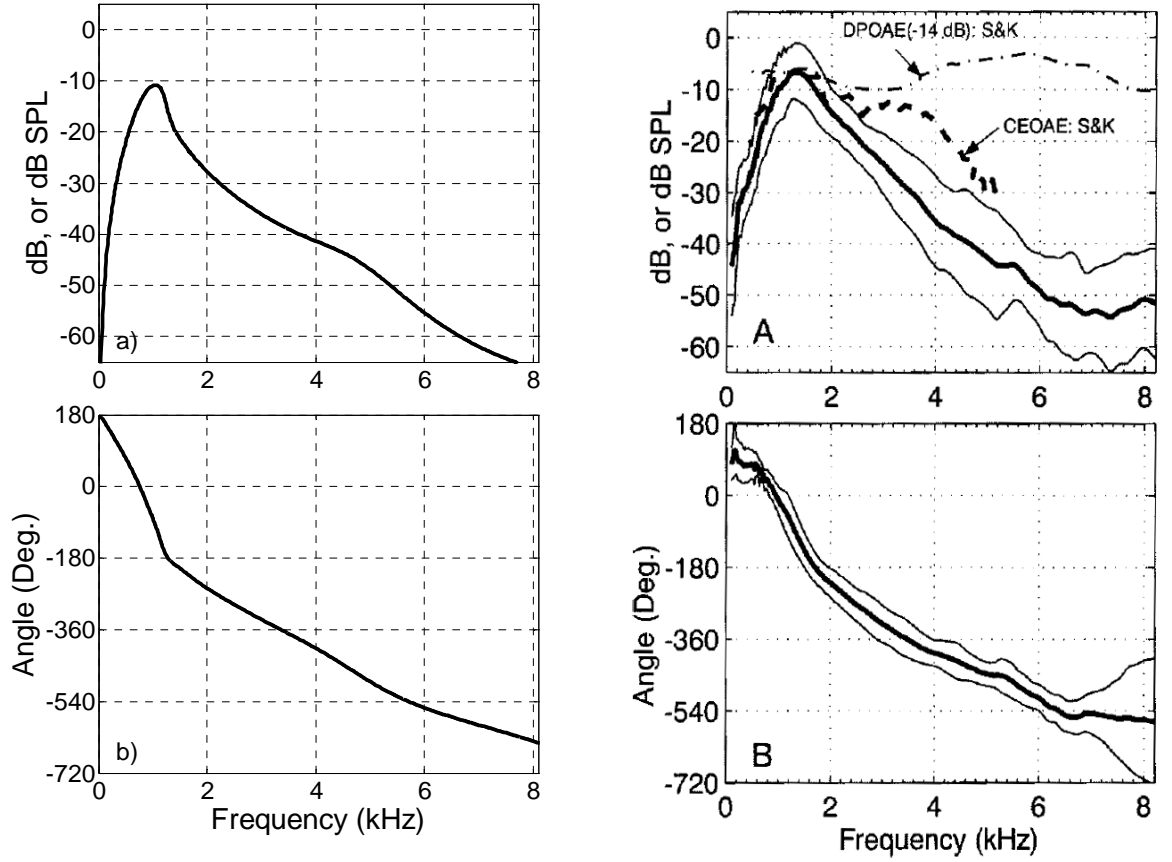 0
-10
-20
-30
-40
-50
-60
dB, or dB SPL
a)
0 2 4 6 8
180
0
-180
-360
-540
-720
Angle (Deg.)
b)
0 2 4 6 8
Frequency (kHz)
DPOAE(-14 dB): S&K
CEOAE: S&K
0
-10
-20
-30
-40
-50
-60
dB, or dB SPL
A
0 2 4 6 8
180
0
-180
-360
-540
-720
Angle (Deg.)
B
0 2 4 6 8
Frequency (kHz)